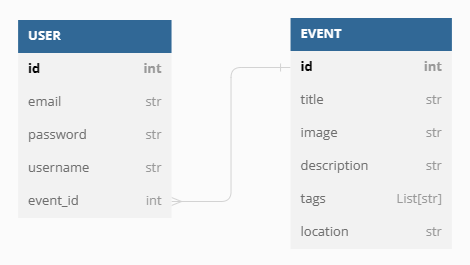 USER
id int
email str
password str
username str
event_id int
EVENT
id int
title str
image str
description str
tags List[str]
location str